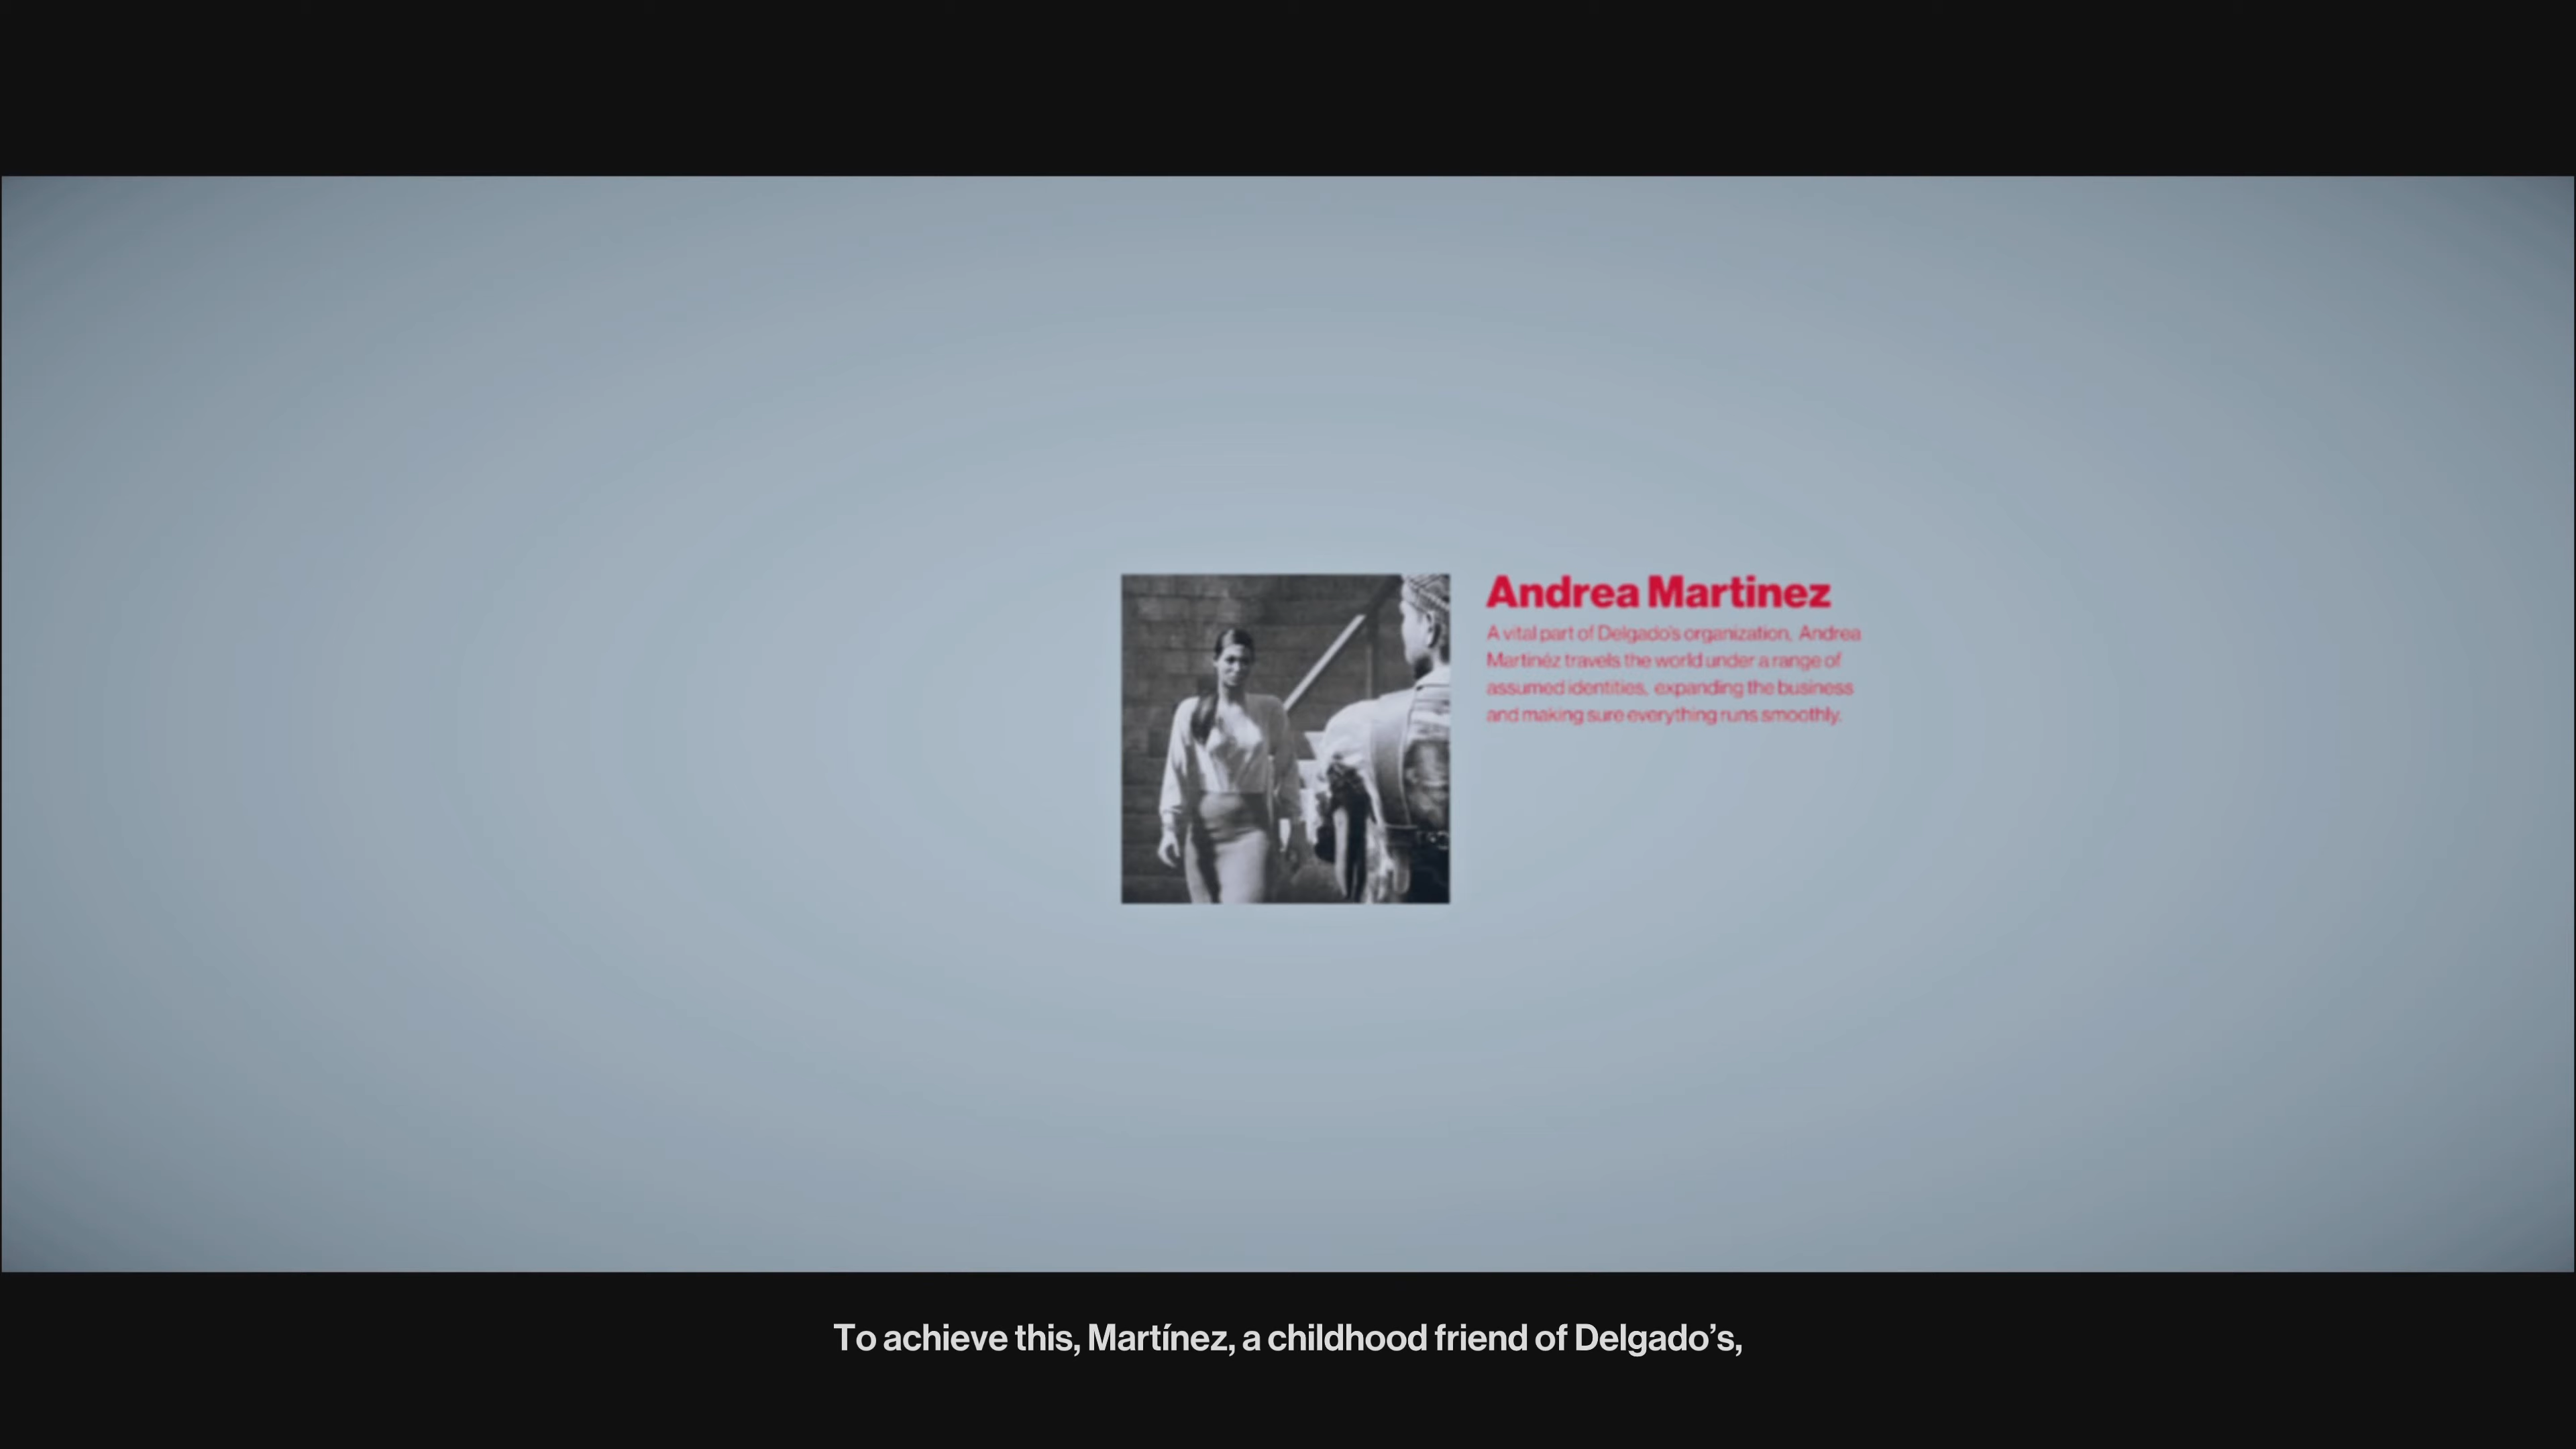 Andrea Martinez
A vital part of Delgado's organization, Andrea
Martinéz travels the world under a range of
assumed identities, expanding the business
and making sure everything runs smoothly.
To achieve this, Martínez, a childhood friend of Delgado’s,